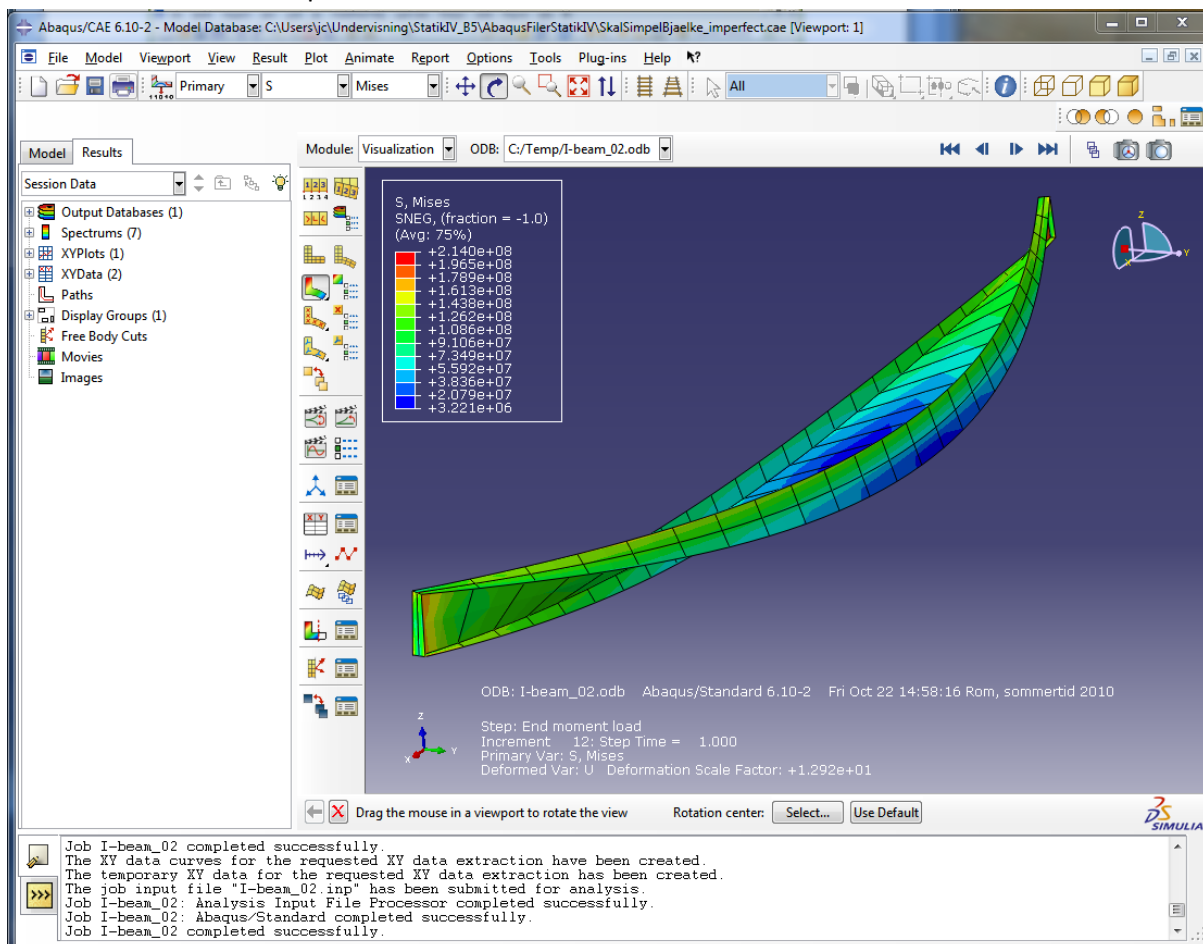 Abaqus/CAE 6.10-2 - Model Database: C:\Users\jc\Undervisning\StatikIV_B5\AbaqusFilerStatikIV\SkalSimpelBjaelke_imperfect.cae [Viewport: 1]
File Model Viewport View Result Plot Animate Report Options Tools Plug-ins Help
Primary S Mises All
Model Results
Module: Visualization ODB: C:/Temp/I-beam_02.odb
Session Data
Output Databases (1)
Spectrums (7)
XYPlots (1)
XYData (2)
Paths
Display Groups (1)
Free Body Cuts
Movies
Images
S, Mises
SNEG, (fraction = -1.0)
(Avg: 75%)
+2.140e+08
+1.965e+08
+1.789e+08
+1.613e+08
+1.438e+08
+1.262e+08
+1.086e+08
+9.106e+07
+7.349e+07
+5.592e+07
+3.836e+07
+2.079e+07
+3.221e+06
Z
Y
X
ODB: I-beam_02.odb Abaqus/Standard 6.10-2 Fri Oct 22 14:58:16 Rom, sommertid 2010
Z
Y
X
Step: End moment load
Increment 12: Step Time = 1.000
Primary Var: S, Mises
Deformed Var: U Deformation Scale Factor: +1.292e+01
Drag the mouse in a viewport to rotate the view Rotation center: Select... Use Default
SIMULIA
Job I-beam_02 completed successfully.
The XY data curves for the requested XY data extraction have been created.
The temporary XY data for the requested XY data extraction has been created.
The job input file "I-beam_02.inp" has been submitted for analysis.
Job I-beam_02: Analysis Input File Processor completed successfully.
Job I-beam_02: Abaqus/Standard completed successfully.
Job I-beam_02 completed successfully.